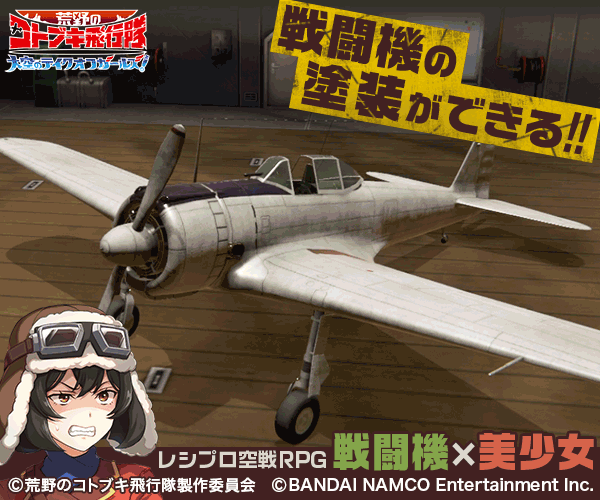 荒野の
コトブキ飛行隊
大空のテイクオフガールズ!
戦闘機の
塗装ができる!!
レシプロ空戦RPG 戦闘機×美少女
©荒野のコトブキ飛行隊製作委員会 ©BANDAI NAMCO Entertainment Inc.